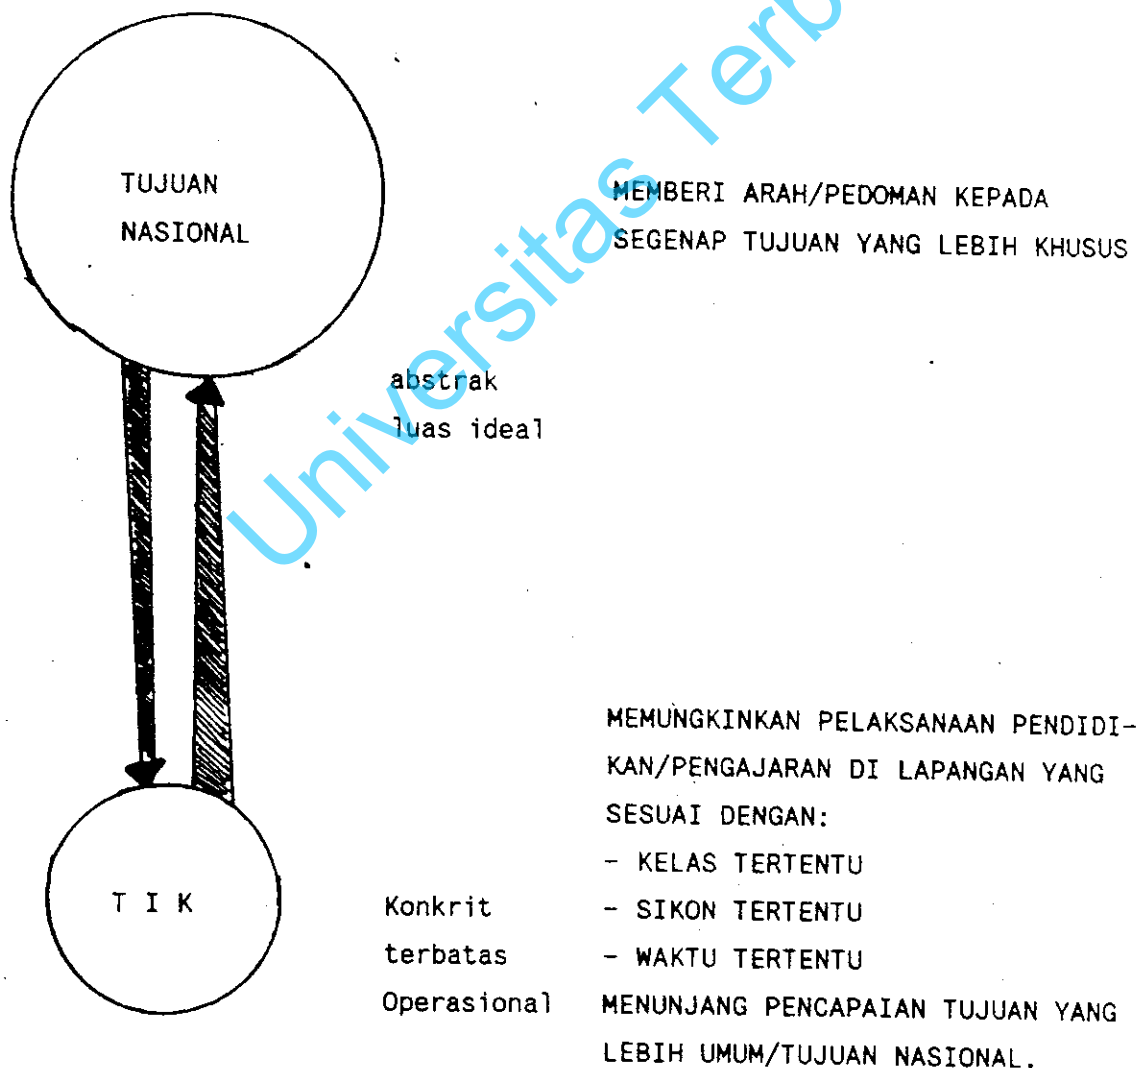 TUJUAN
NASIONAL
MEMBERI ARAH/PEDOMAN KEPADA
SEGENAP TUJUAN YANG LEBIH KHUSUS
abstrak
luas ideal
MEMUNGKINKAN PELAKSANAAN PENDIDI-
KAN/PENGAJARAN DI LAPANGAN YANG
SESUAI DENGAN:
- KELAS TERTENTU
T I K
Konkrit
- SIKON TERTENTU
terbatas
- WAKTU TERTENTU
Operasional
MENUNJANG PENCAPAIAN TUJUAN YANG
LEBIH UMUM/TUJUAN NASIONAL.
Universitas Terb